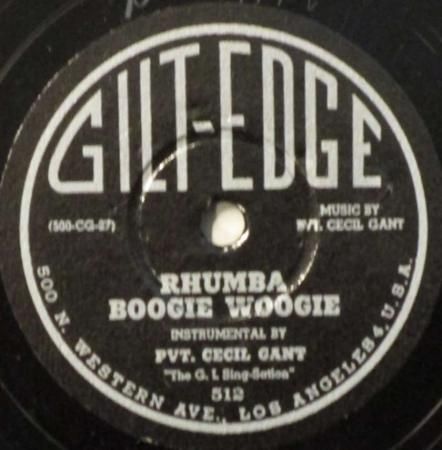 GILT-EDGE
(500-CG-87)
MUSIC BY
PVT. CECIL GANT
RHUMBA
BOOGIE WOOGIE
INSTRUMENTAL BY
PVT. CECIL GANT
"The G. I. Sing-Sation"
512
500 N. WESTERN AVE., LOS ANGELES 4, U.S.A.